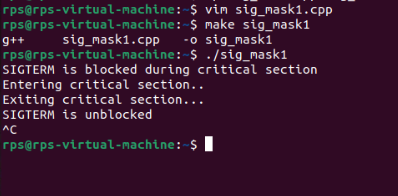 rps@rps-virtual-machine:~$ vim sig_mask1.cpp
rps@rps-virtual-machine:~$ make sig_mask1
g++     sig_mask1.cpp   -o sig_mask1
rps@rps-virtual-machine:~$ ./sig_mask1
SIGTERM is blocked during critical section
Entering critical section..
Exiting critical section...
SIGTERM is unblocked
^C
rps@rps-virtual-machine:~$